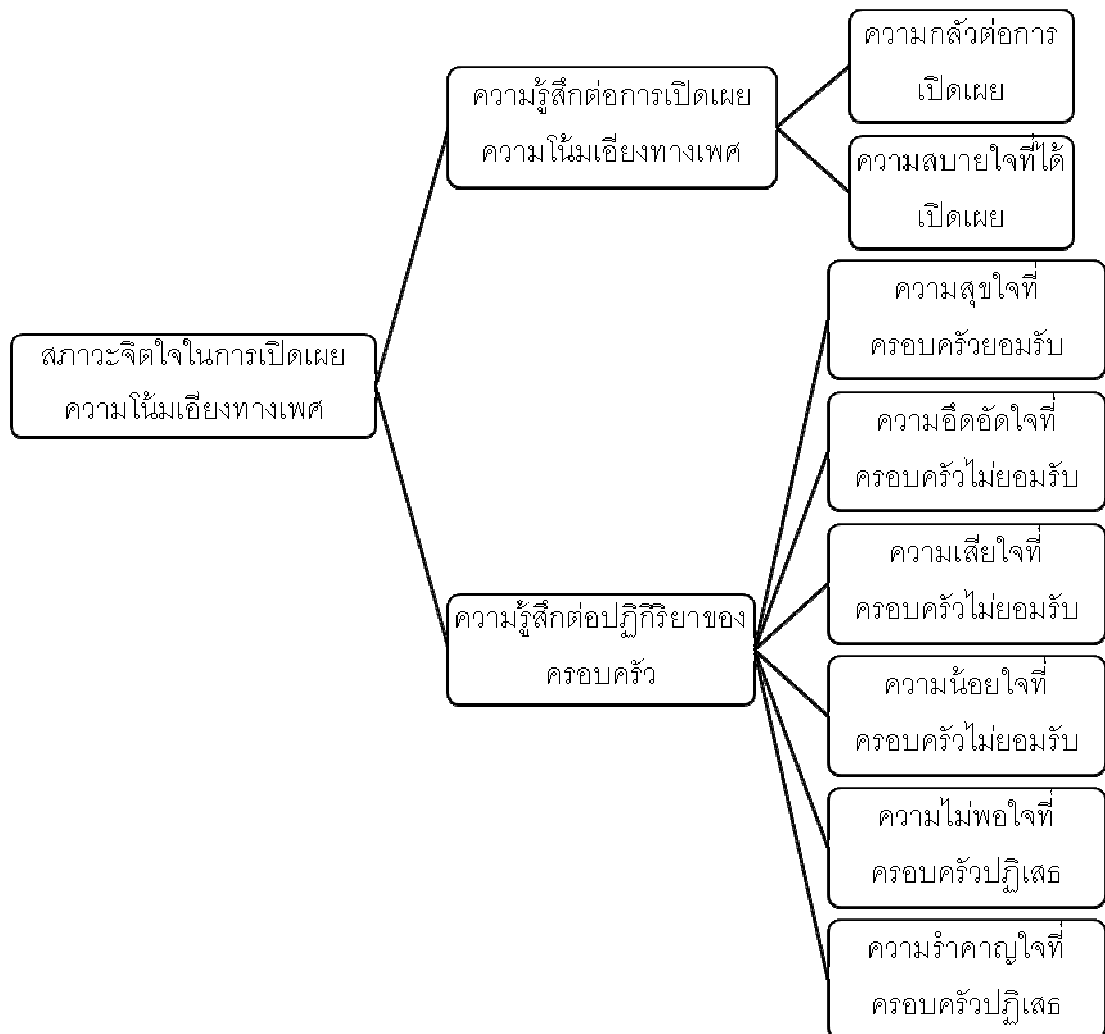 ความกลัวต่อการ
เปิดเผย
ความรู้สึกต่อการเปิดเผย
ความโน้มเอียงทางเพศ
ความสบายใจที่ได้
เปิดเผย
ความสุขใจที่
ครอบครัวยอมรับ
สภาวะจิตใจในการเปิดเผย
ความโน้มเอียงทางเพศ
ความอึดอัดใจที่
ครอบครัวไม่ยอมรับ
ความเสียใจที่
ครอบครัวไม่ยอมรับ
ความรู้สึกต่อปฏิกิริยาของ
ครอบครัว
ความน้อยใจที่
ครอบครัวไม่ยอมรับ
ความไม่พอใจที่
ครอบครัวปฏิเสธ
ความรำคาญใจที่
ครอบครัวปฏิเสธ